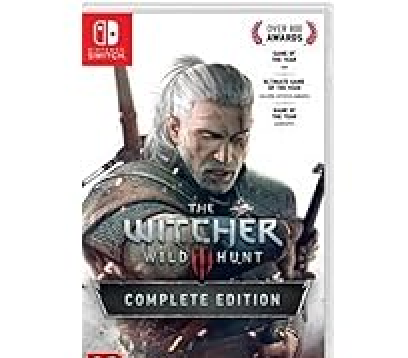 NINTENDO
SWITCH
OVER 800
AWARDS
GAME OF
THE YEAR
ULTIMATE GAME
OF THE YEAR
GAME OF
THE YEAR
THE
WITCHER
WILD HUNT
COMPLETE EDITION